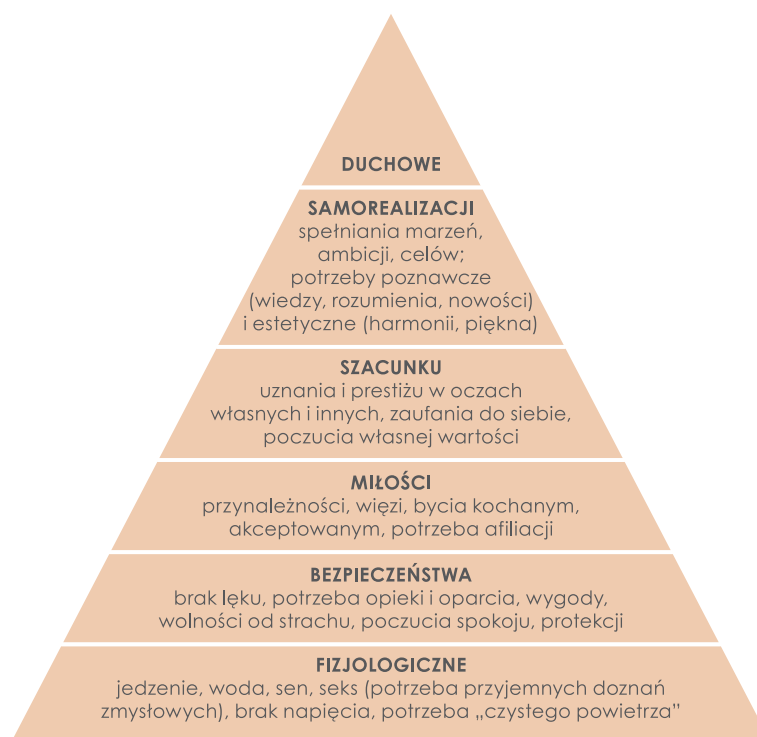 DUCHOWE
SAMOREALIZACJI
spełniania marzeń,
ambicji, celów;
potrzeby poznawcze
(wiedzy, rozumienia, nowości)
i estetyczne (harmonii, piękna)
SZACUNKU
uznania i prestiżu w oczach
własnych i innych, zaufania do siebie,
poczucia własnej wartości
MIŁOŚCI
przynależności, więzi, bycia kochanym,
akceptowanym, potrzeba afiliacji
BEZPIECZEŃSTWA
brak lęku, potrzeba opieki i oparcia, wygody,
wolności od strachu, poczucia spokoju, protekcji
FIZJOLOGICZNE
jedzenie, woda, sen, seks (potrzeba przyjemnych doznań
zmysłowych), brak napięcia, potrzeba „czystego powietrza”